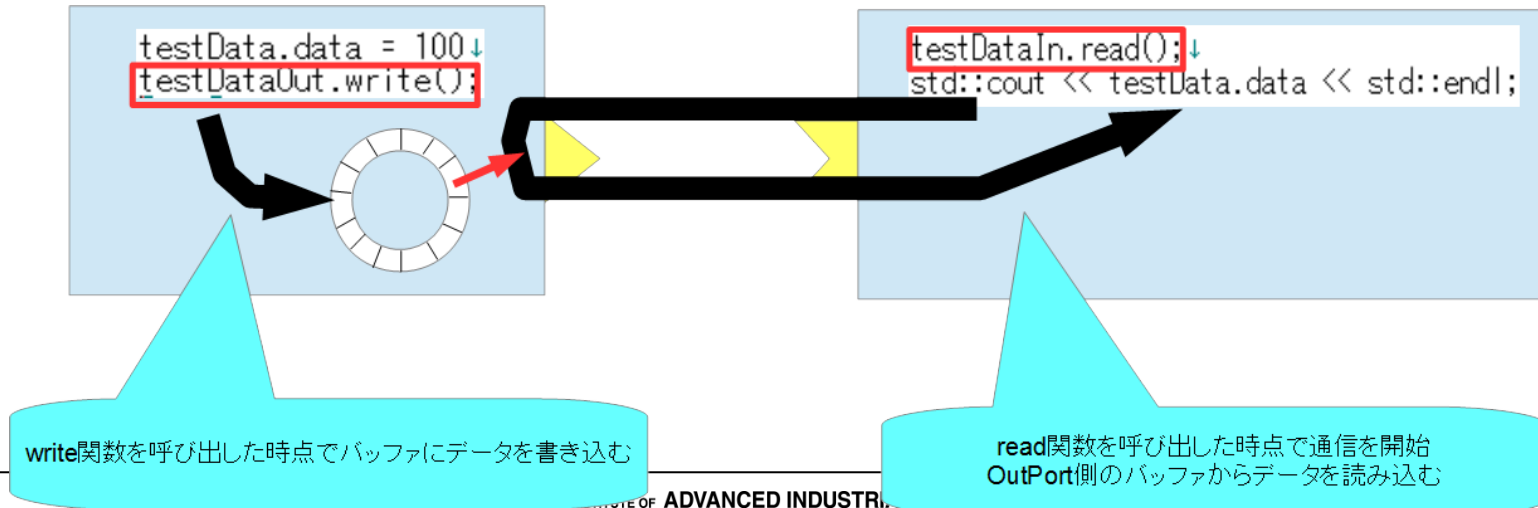 testData.data = 100↓
testDataOut.write();
testDataIn.read();↓
std::cout << testData.data << std::endl;
write関数を呼び出した時点でバッファにデータを書き込む
read関数を呼び出した時点で通信を開始
OutPort側のバッファからデータを読み込む
OF ADVANCED